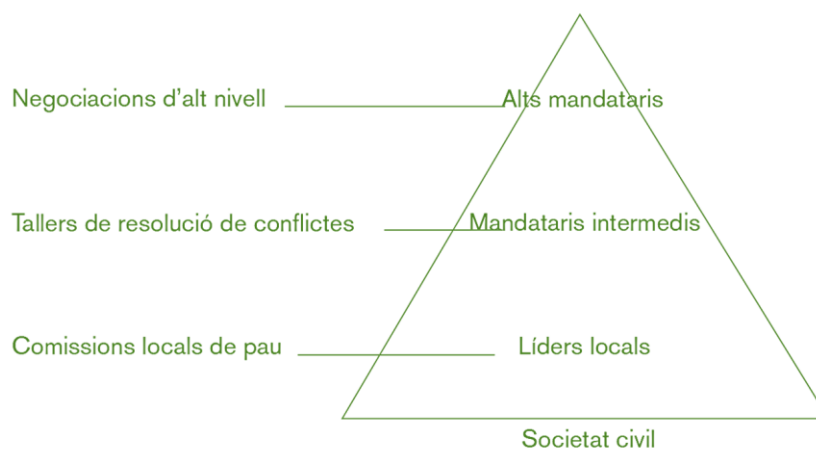 Negociacions d'alt nivell
Alts mandataris
Tallers de resolució de conflictes
Mandataris intermedis
Comissions locals de pau
Líders locals
Societat civil